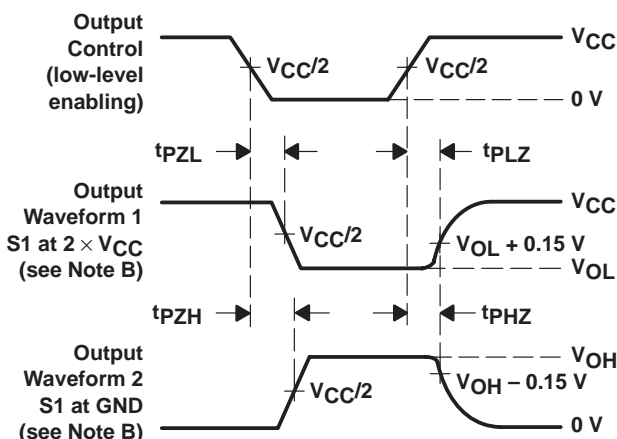 Output
Control
(low-level
enabling)
VCC/2
VCC/2
VCC
0 V
tPZL
tPLZ
Output
Waveform 1
S1 at 2 × VCC
(see Note B)
VCC/2
VCC
VOL + 0.15 V
VOL
tPZH
tPHZ
Output
Waveform 2
S1 at GND
(see Note B)
VCC/2
VOH
VOH − 0.15 V
0 V